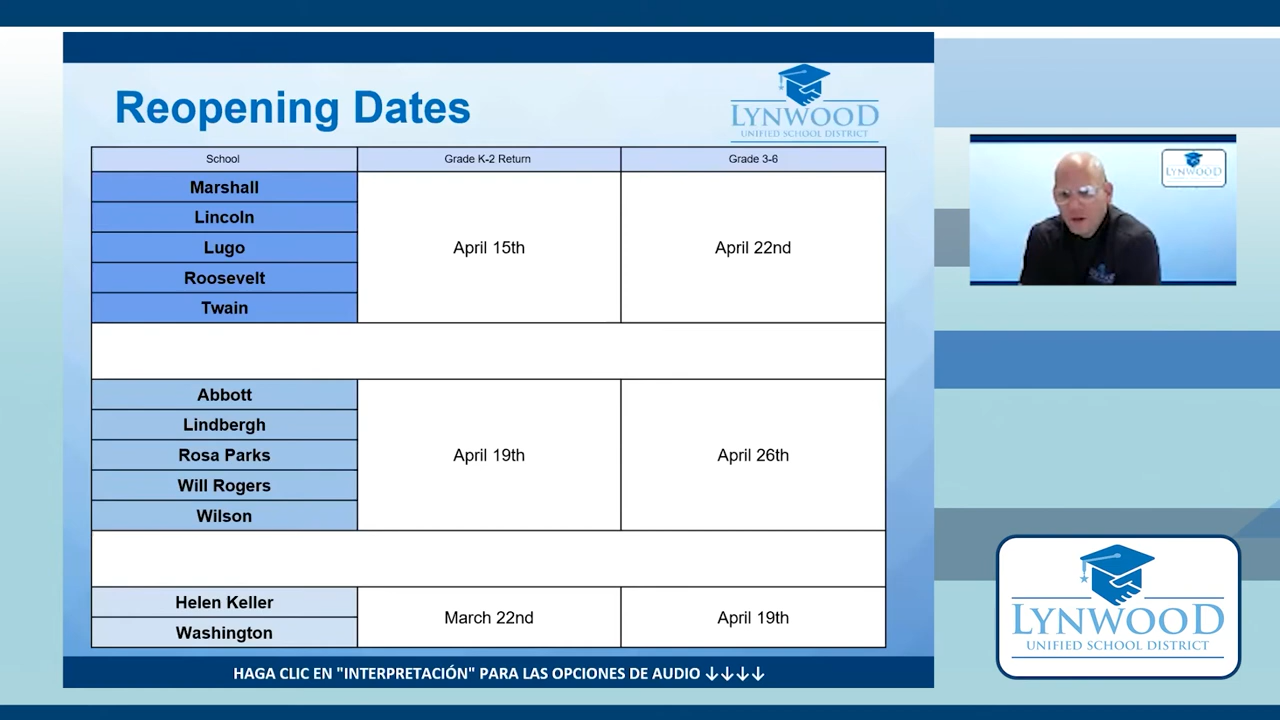 Reopening Dates
LYNWOOD
UNIFIED SCHOOL DISTRICT
School
Grade K-2 Return
Grade 3-6
Marshall
Lincoln
Lugo
Roosevelt
Twain
April 15th
April 22nd
Abbott
Lindbergh
Rosa Parks
Will Rogers
Wilson
April 19th
April 26th
Helen Keller
Washington
March 22nd
April 19th
HAGA CLIC EN "INTERPRETACIÓN" PARA LAS OPCIONES DE AUDIO ↓↓↓↓
LYNWOOD
LYNWOOD
UNIFIED SCHOOL DISTRICT